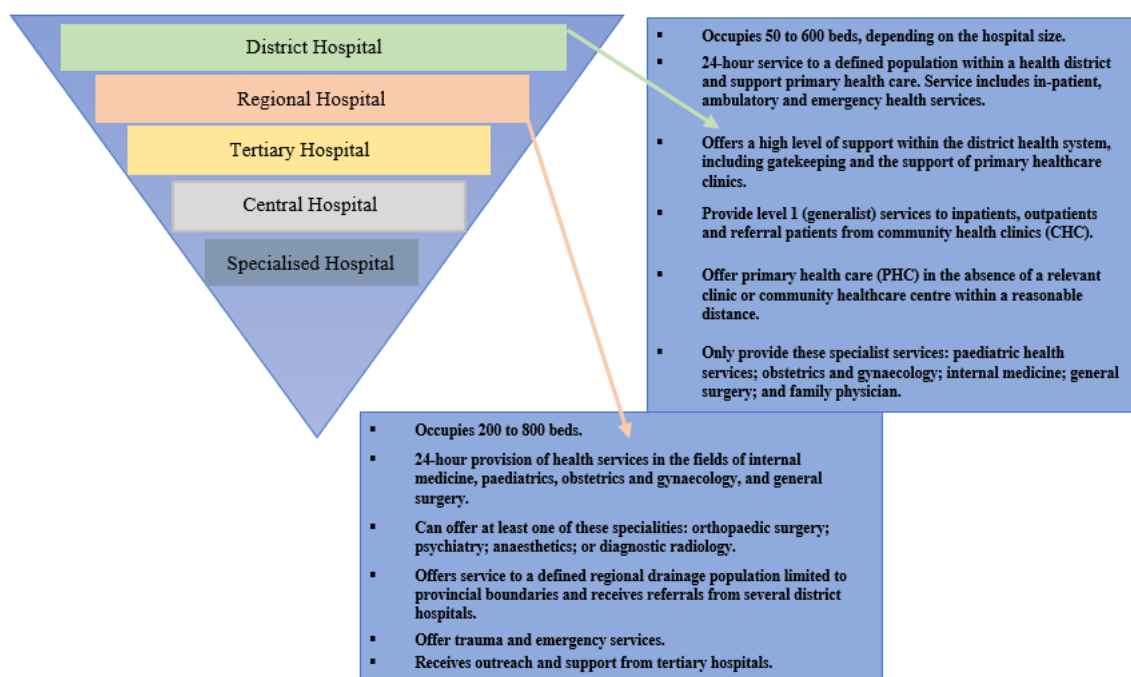 District Hospital
Regional Hospital
Tertiary Hospital
Central Hospital
Specialised Hospital
▪ Occupies 50 to 600 beds, depending on the hospital size.
▪ 24-hour service to a defined population within a health district
and support primary health care. Service includes in-patient,
ambulatory and emergency health services.
▪ Offers a high level of support within the district health system,
including gatekeeping and the support of primary healthcare
clinics.
▪ Provide level 1 (generalist) services to inpatients, outpatients
and referral patients from community health clinics (CHC).
▪ Offer primary health care (PHC) in the absence of a relevant
clinic or community healthcare centre within a reasonable
distance.
▪ Only provide these specialist services: paediatric health
services; obstetrics and gynaecology; internal medicine; general
surgery; and family physician.
▪ Occupies 200 to 800 beds.
▪ 24-hour provision of health services in the fields of internal
medicine, paediatrics, obstetrics and gynaecology, and general
surgery.
▪ Can offer at least one of these specialities: orthopaedic surgery;
psychiatry; anaesthetics; or diagnostic radiology.
▪ Offers service to a defined regional drainage population limited to
provincial boundaries and receives referrals from several district
hospitals.
▪ Offer trauma and emergency services.
▪ Receives outreach and support from tertiary hospitals.